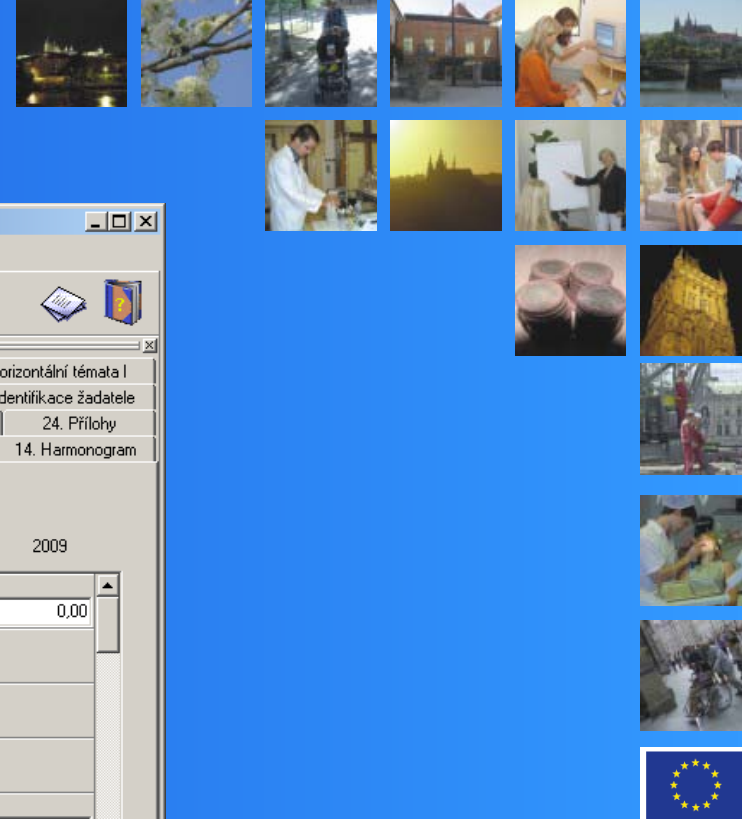 orizontální témata I
dentifikace žadatele
24. Přílohy
14. Harmonogram
2009
0,00